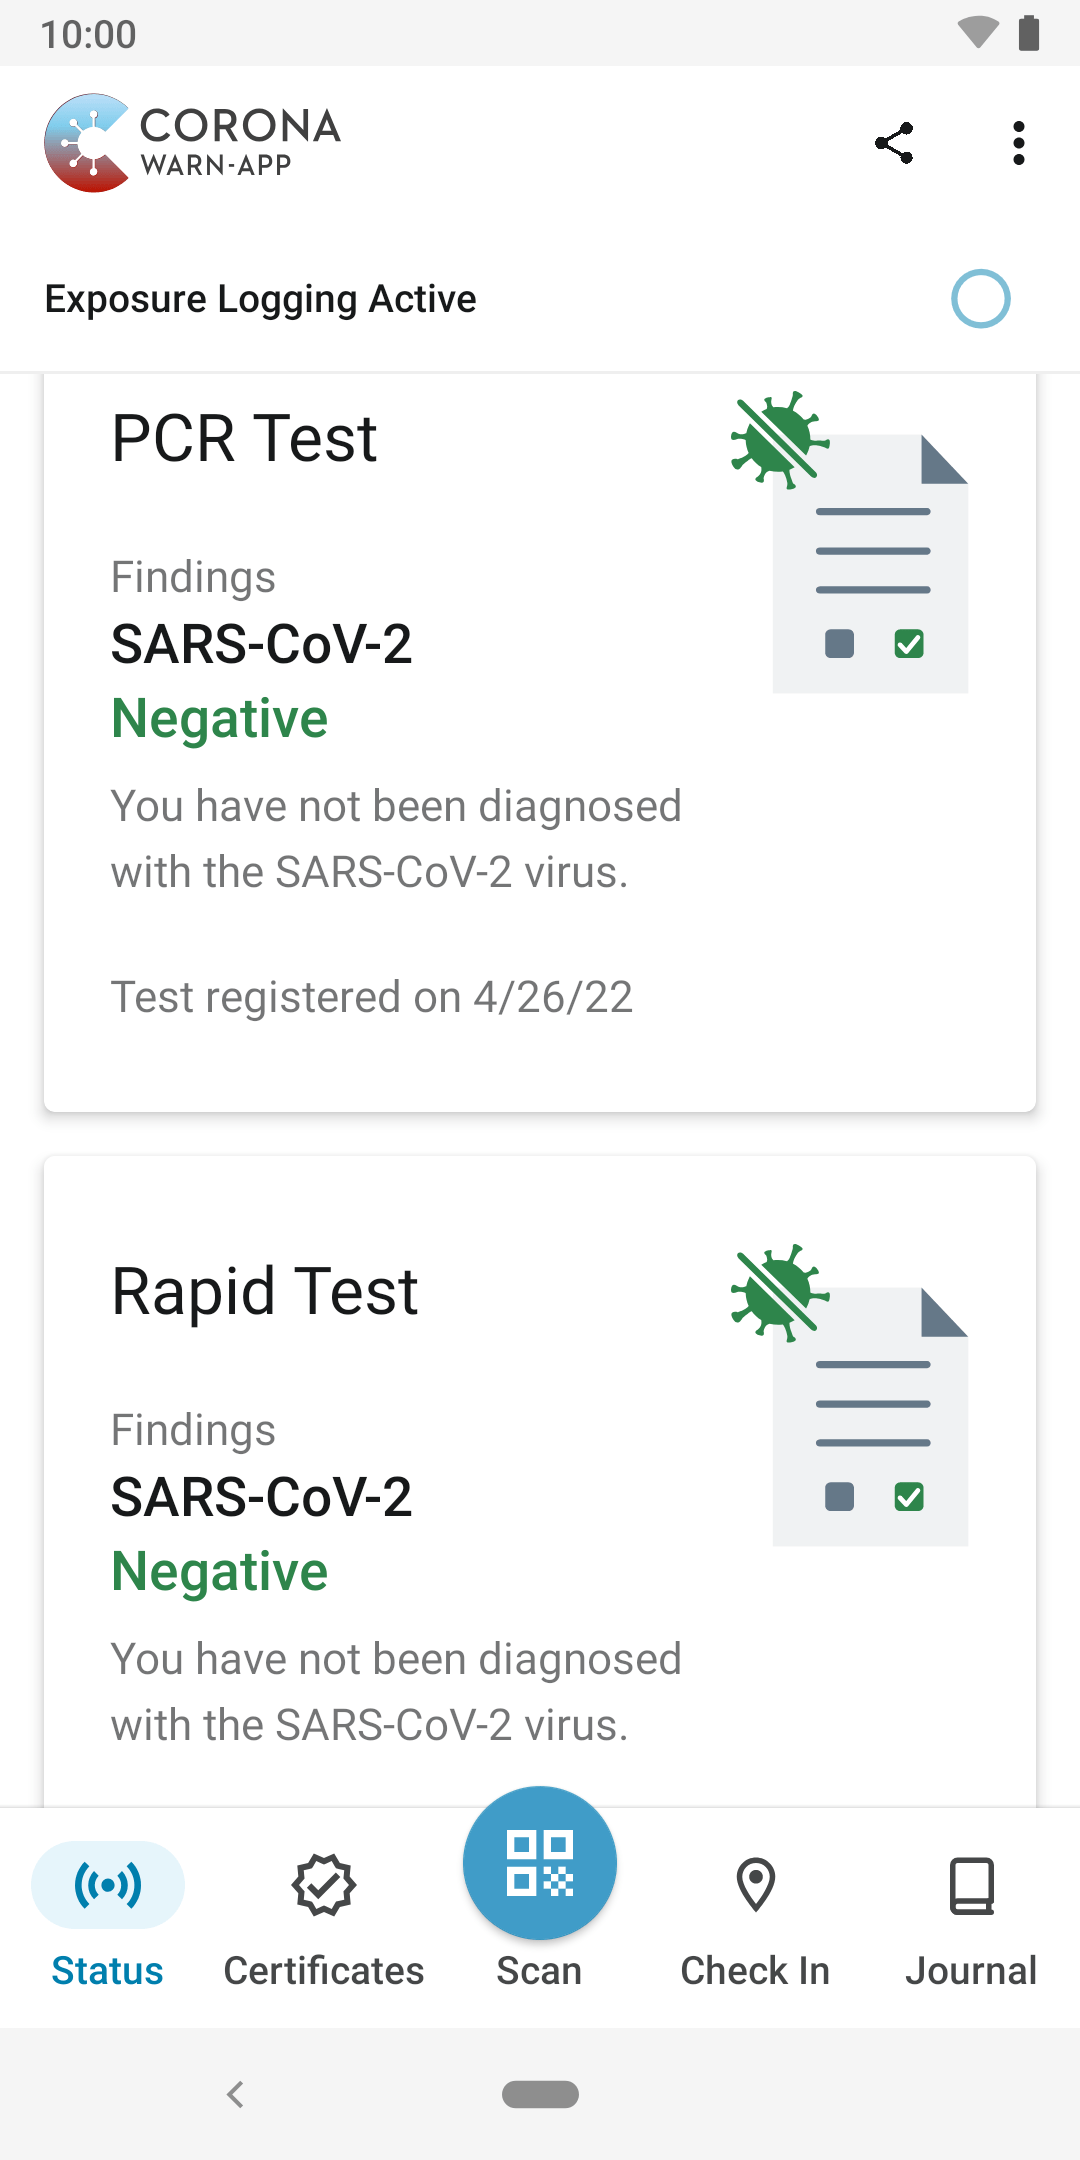 10:00
CORONA
WARN-APP
Exposure Logging Active
PCR Test
Findings
SARS-CoV-2
Negative
You have not been diagnosed
with the SARS-CoV-2 virus.
Test registered on 4/26/22
Rapid Test
Findings
SARS-CoV-2
Negative
You have not been diagnosed
with the SARS-CoV-2 virus.
Status
Certificates
Scan
Check In
Journal